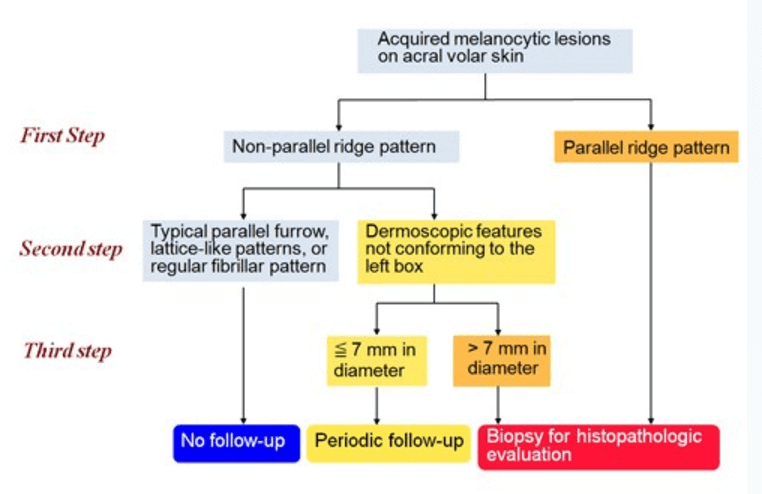 Acquired melanocytic lesions
on acral volar skin
First Step
Non-parallel ridge pattern
Parallel ridge pattern
Second step
Typical parallel furrow,
lattice-like patterns, or
regular fibrillar pattern
Dermoscopic features
not conforming to the
left box
Third step
≦ 7 mm in
diameter
> 7 mm in
diameter
No follow-up
Periodic follow-up
Biopsy for histopathologic
evaluation